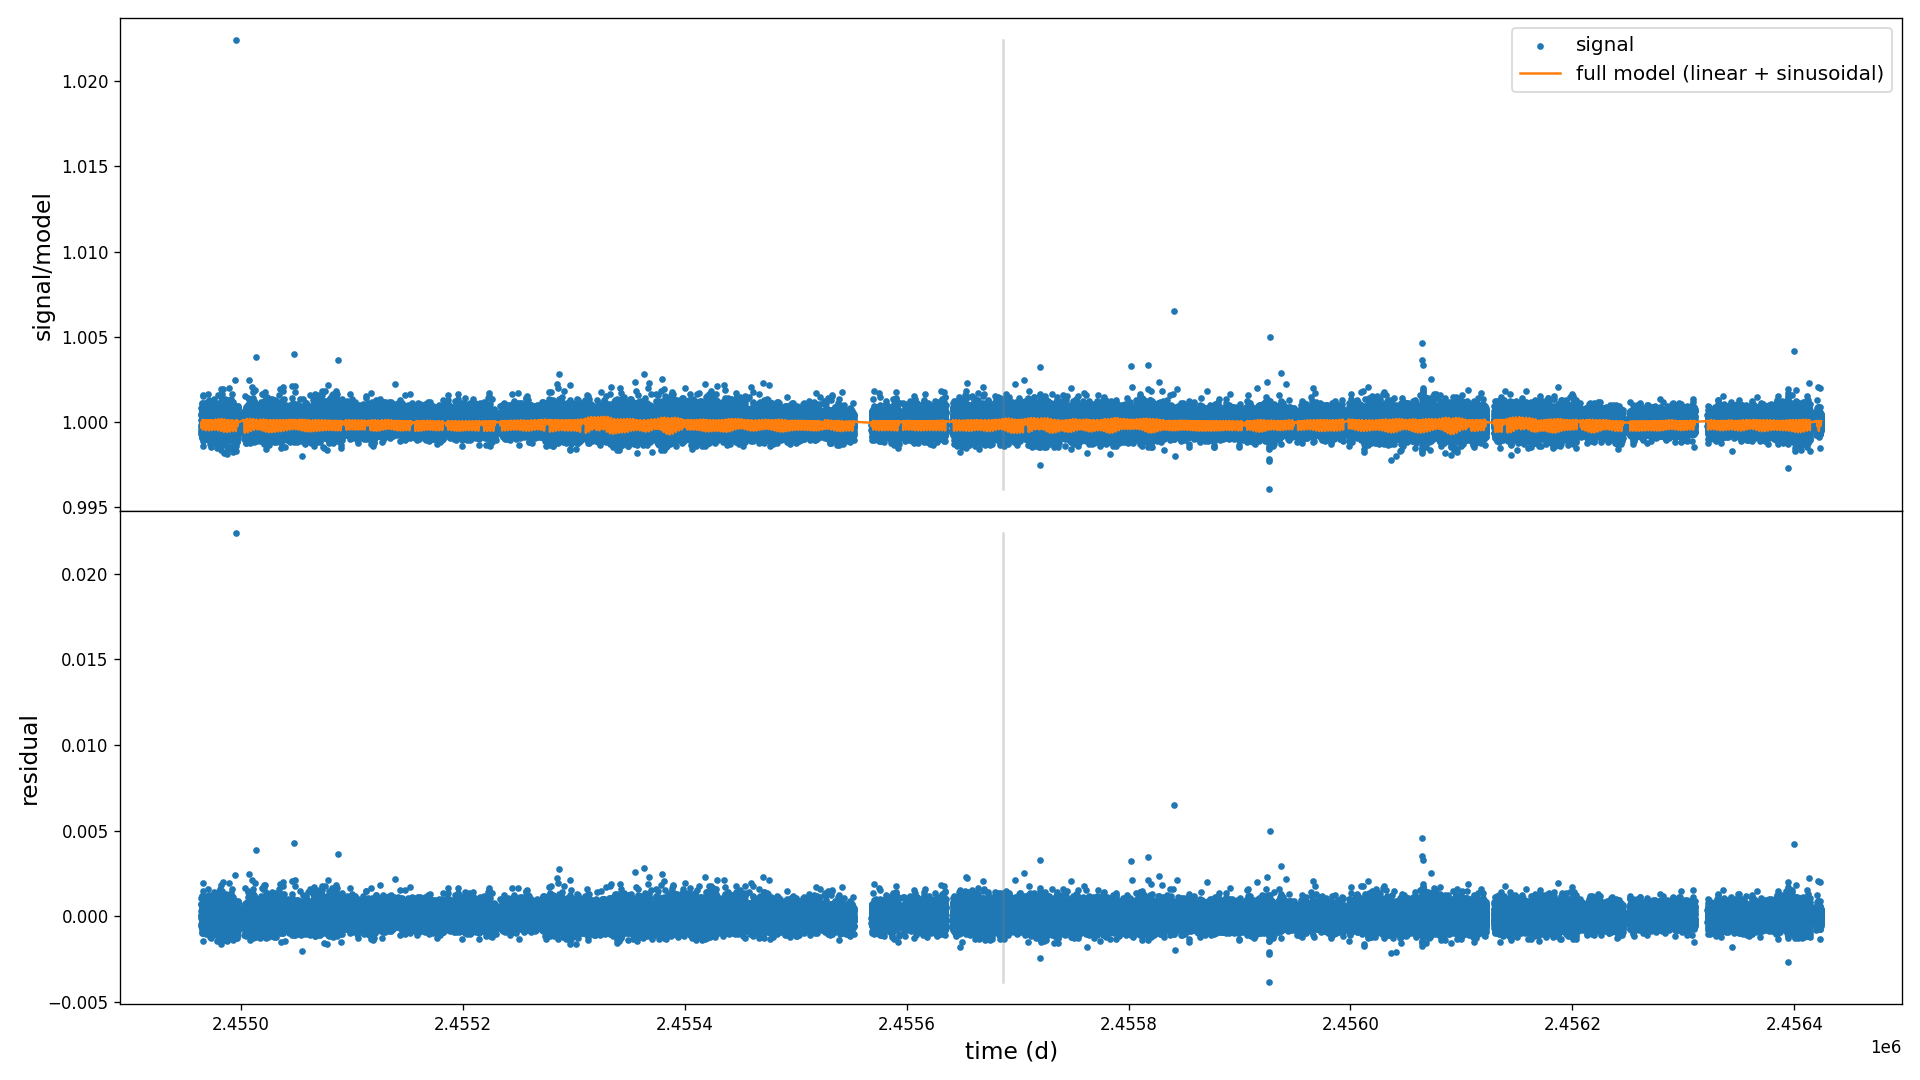 signal
full model (linear + sinusoidal)
signal/model
1.020
1.015
1.010
1.005
1.000
0.995
residual
0.020
0.015
0.010
0.005
0.000
−0.005
2.4550 2.4552 2.4554 2.4556 2.4558 2.4560 2.4562 2.4564
time (d)
1e6